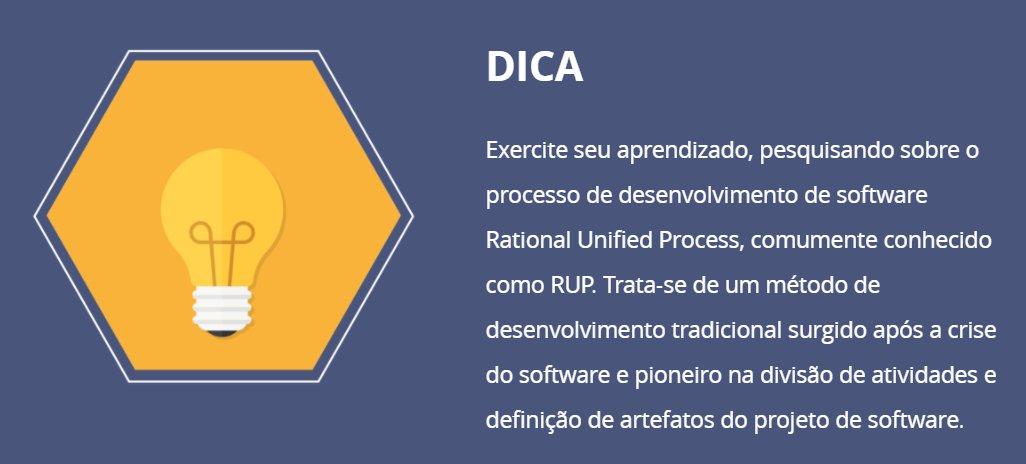 DICA
Exercite seu aprendizado, pesquisando sobre o
processo de desenvolvimento de software
Rational Unified Process, comumente conhecido
como RUP. Trata-se de um método de
desenvolvimento tradicional surgido após a crise
do software e pioneiro na divisão de atividades e
definição de artefatos do projeto de software.